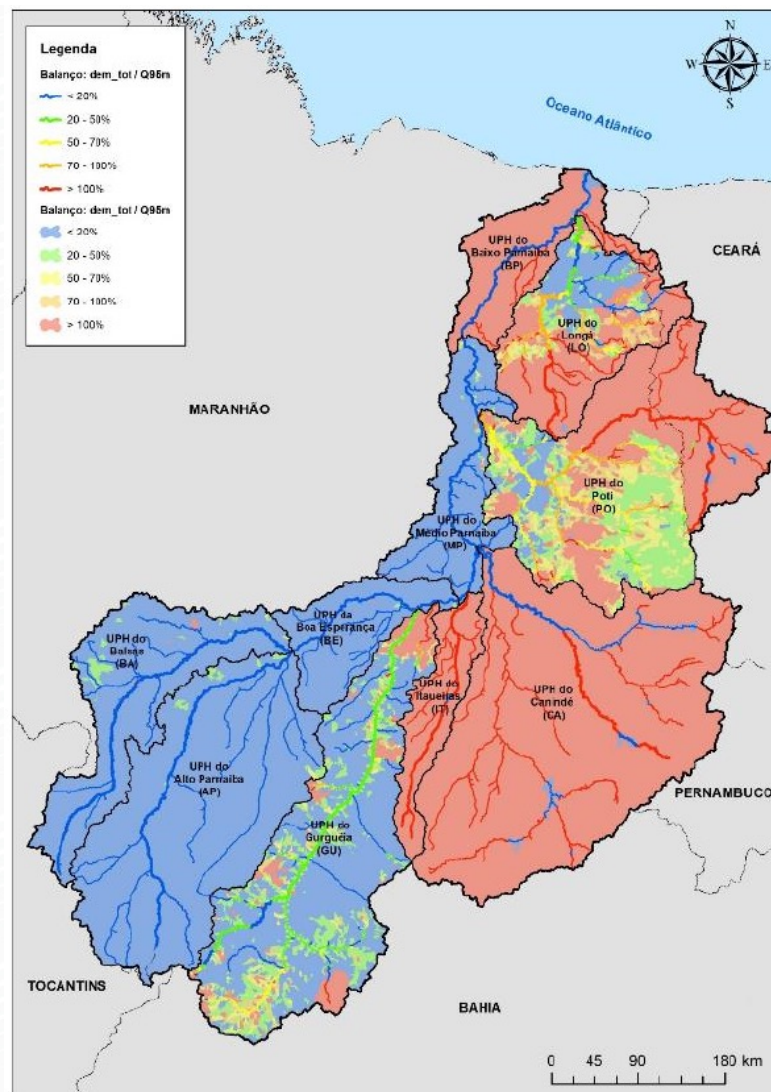 Legenda
Balanço: dem_tot / Q95m
< 20%
20 - 50%
50 - 70%
70 - 100%
> 100%
Balanço: dem_tot / Q95m
< 20%
20 - 50%
50 - 70%
70 - 100%
> 100%
N
W
E
S
Oceano Atlântico
UPH do
Baixo Parnaíba
(BP)
CEARÁ
UPH do
Longá
(LO)
MARANHÃO
UPH do
Poti
(PO)
UPH do
Médio Parnaíba
(MP)
UPH da
Boa Esperança
(BE)
UPH do
Balsas
(BA)
UPH do
Itaueiras
(IT)
UPH do
Canindé
(CA)
UPH do
Alto Parnaíba
(AP)
PERNAMBUCO
UPH do
Gurguéia
(GU)
TOCANTINS
BAHIA
0 45 90 180 km